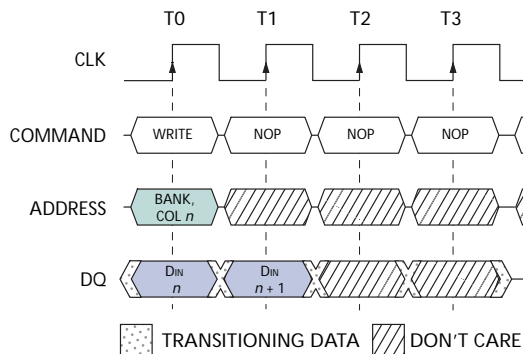 T0 T1 T2 T3
CLK
COMMAND WRITE NOP NOP NOP
ADDRESS BANK,
COL n
DQ DIN DIN
n n + 1
TRANSITIONING DATA DON'T CARE